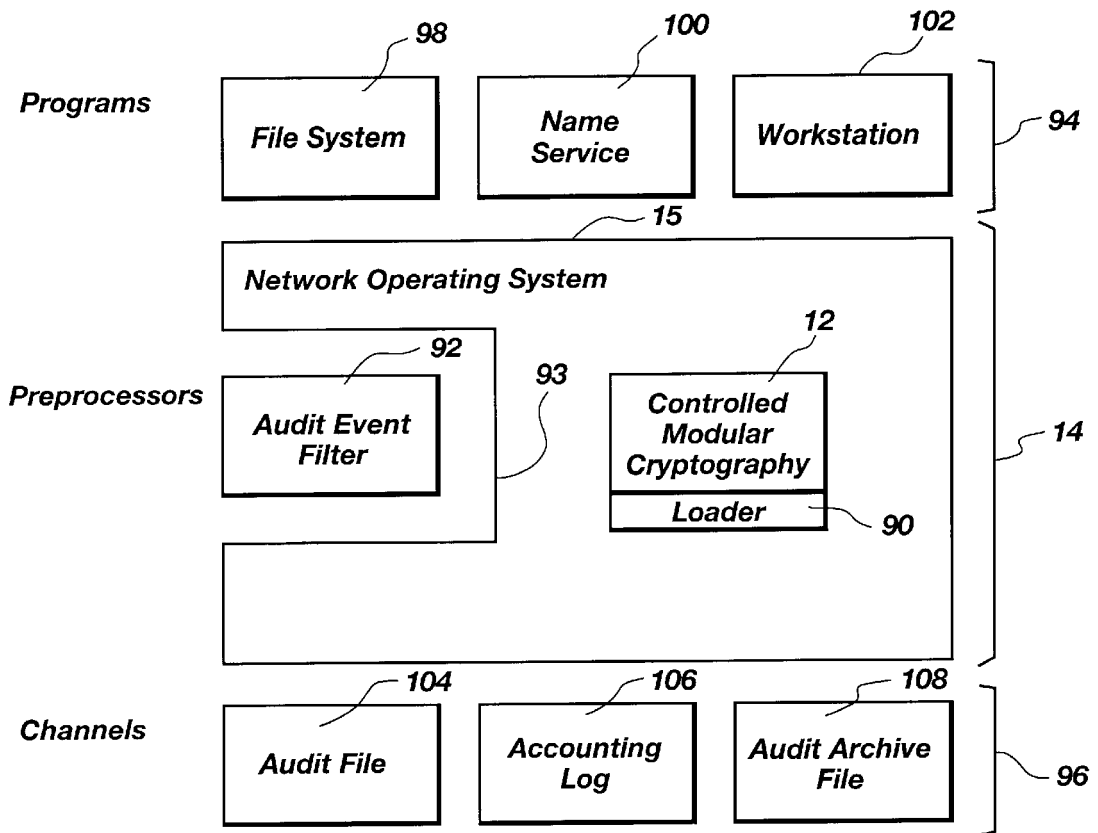 98
100
102
Programs
File System
Name
Service
Workstation
94
15
Network Operating System
12
92
93
Preprocessors
Audit Event
Filter
Controlled
Modular
Cryptography
14
Loader
90
104
106
108
Channels
Audit File
Accounting
Log
Audit Archive
File
96